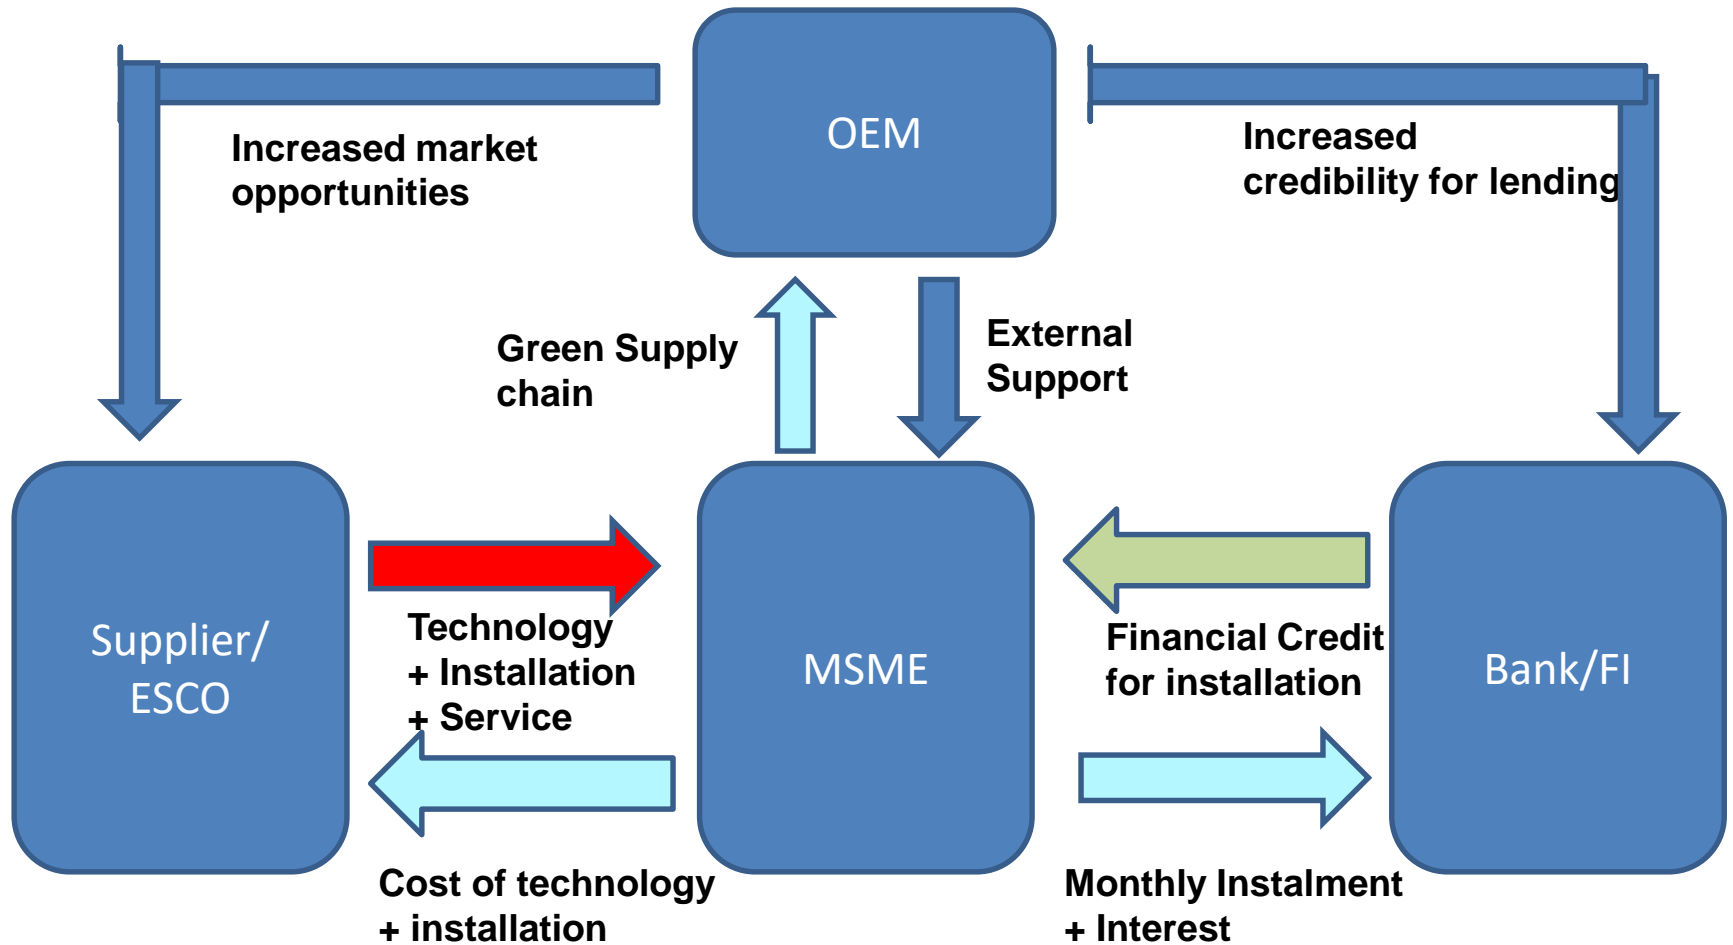 OEM
Increased market
opportunities
Increased
credibility for lending
Green Supply
chain
External
Support
Supplier/
ESCO
Technology
+ Installation
+ Service
MSME
Financial Credit
for installation
Bank/FI
Cost of technology
+ installation
Monthly Instalment
+ Interest